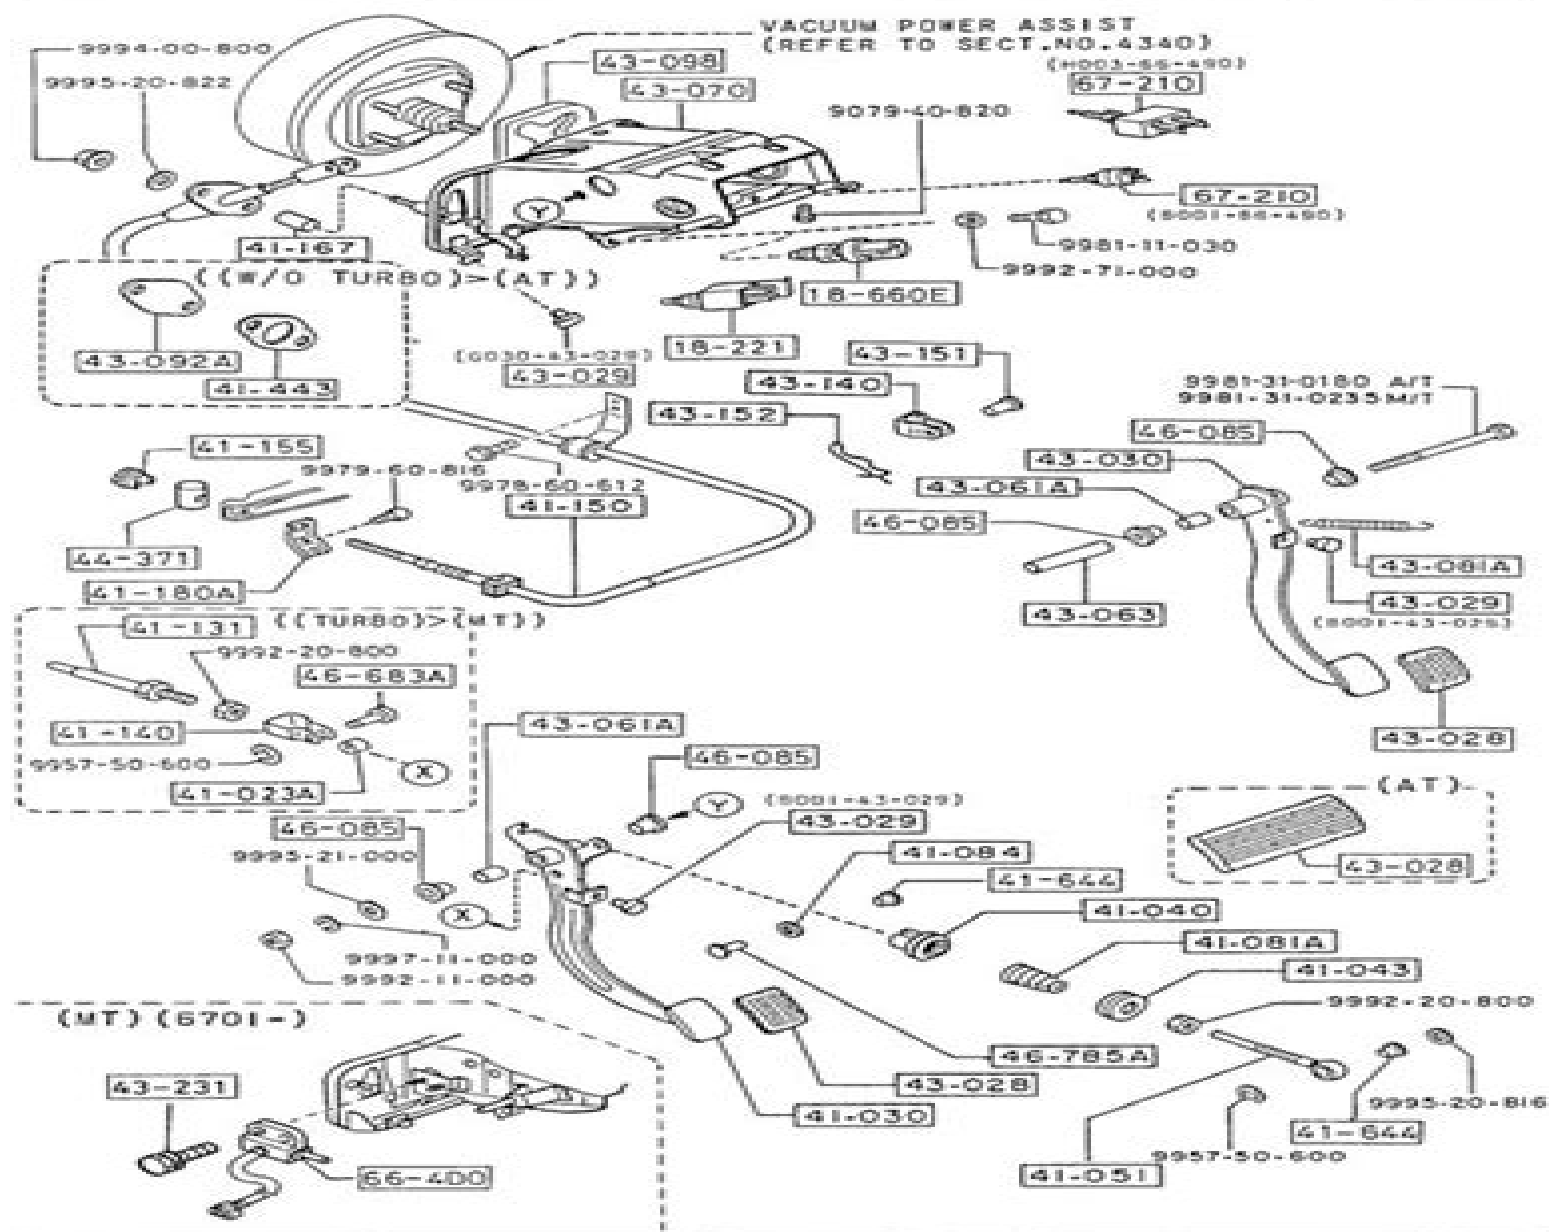 VACUUM POWER ASSIST
(REFER TO SECT.NO.4340)
9994-00-800
9995-20-822
43-098
43-070
(H003-66-490)
67-210
9079-40-820
67-210
(8001-66-490)
41-167
9981-11-030
9992-71-000
((W/O TURBO)>(AT))
18-660E
43-092A
41-443
(G030-43-029)
43-029
18-221
43-151
43-140
43-152
9981-31-0180 A/T
9981-31-0235 M/T
46-085
43-030
43-061A
46-085
41-155
9979-60-816
9978-60-612
41-150
44-371
41-180A
43-063
43-081A
43-029
(8001-43-029)
43-028
((TURBO)>(MT))
41-131
9992-20-800
46-683A
41-140
9957-50-600
41-023A
X
Y
43-061A
46-085
Y
(8001-43-029)
43-029
(AT)
43-028
46-085
9995-21-000
X
41-084
41-644
41-040
41-081A
41-043
9992-20-800
9997-11-000
9992-11-000
(MT)(6701-)
46-785A
43-028
41-030
43-231
66-4D0
9995-20-816
41-644
9957-50-600
41-051